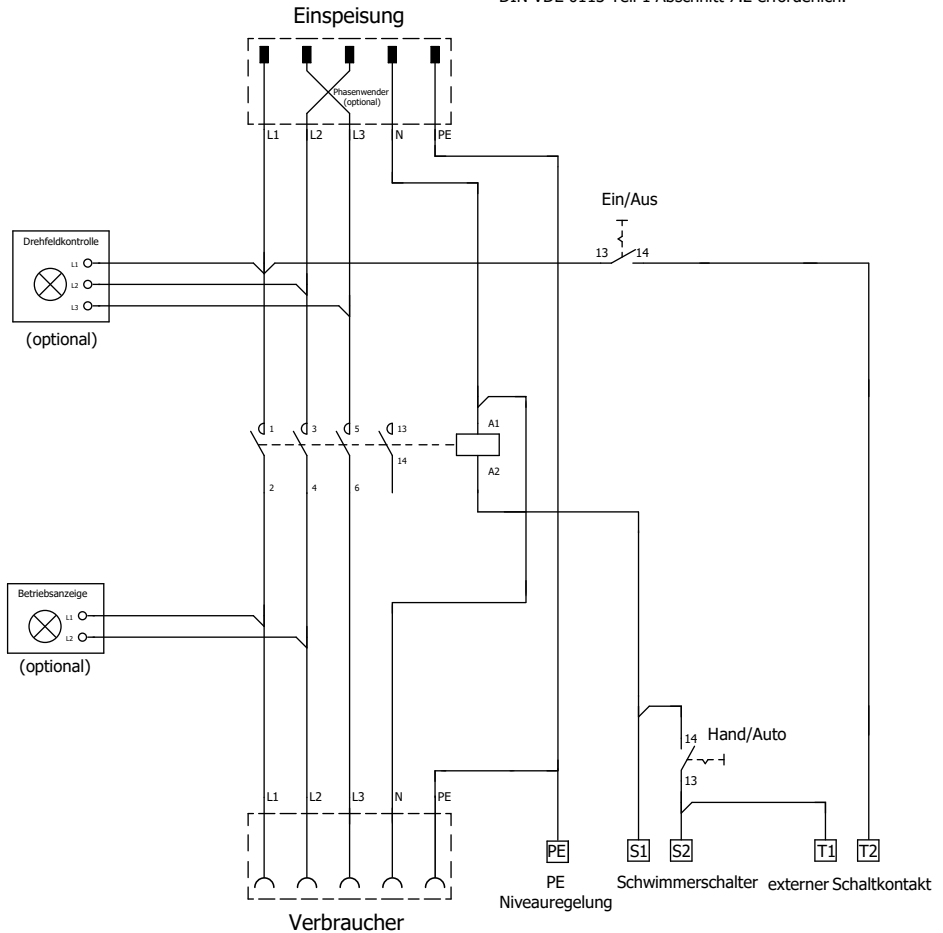 DIN VDE 0113 Teil 1 Abschnitt 7.2 erforderlich.
Einspeisung
Phasenwender
(optional)
L1 L2 L3 N PE
Ein/Aus
13 14
Drehfeldkontrolle
L1
L2
L3
(optional)
1 3 5 13
A1
14
A2
2 4 6
Betriebsanzeige
L1
L2
(optional)
14 Hand/Auto
13
L1 L2 L3 N PE
PE S1 S2 T1 T2
PE Schwimmerschalter externer Schaltkontakt
Niveauregelung
Verbraucher